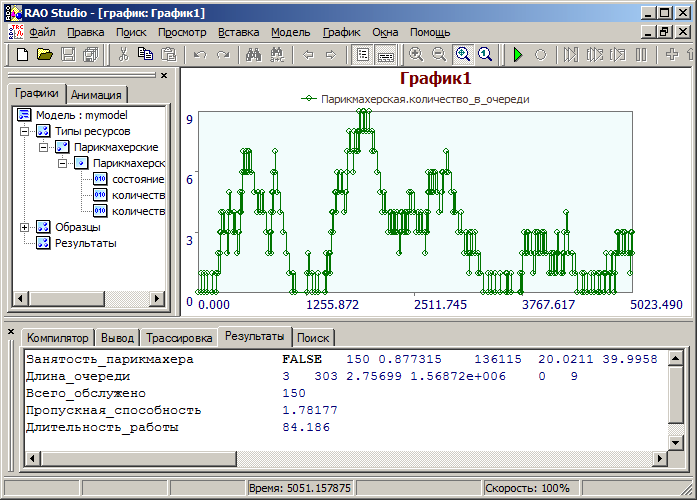 RAO Studio - [график: График1]
Файл Правка Поиск Просмотр Вставка Модель График Окна Помощь
Графики Анимация
Модель : mymodel
Типы ресурсов
Парикмахерские
Парикмахерск
состояние
количеств
количеств
Образцы
Результаты
График1
Парикмахерская.количество_в_очереди
9
6
3
0
0.000 1255.872 2511.745 3767.617 5023.490
Компилятор Вывод Трассировка Результаты Поиск
Занятость_парикмахера FALSE 150 0.877315 136115 20.0211 39.9958
Длина_очереди 3 303 2.75699 1.56872e+006 0 9
Всего_обслужено 150
Пропускная_способность 1.78177
Длительность_работы 84.186
Время: 5051.157875 Скорость: 100%